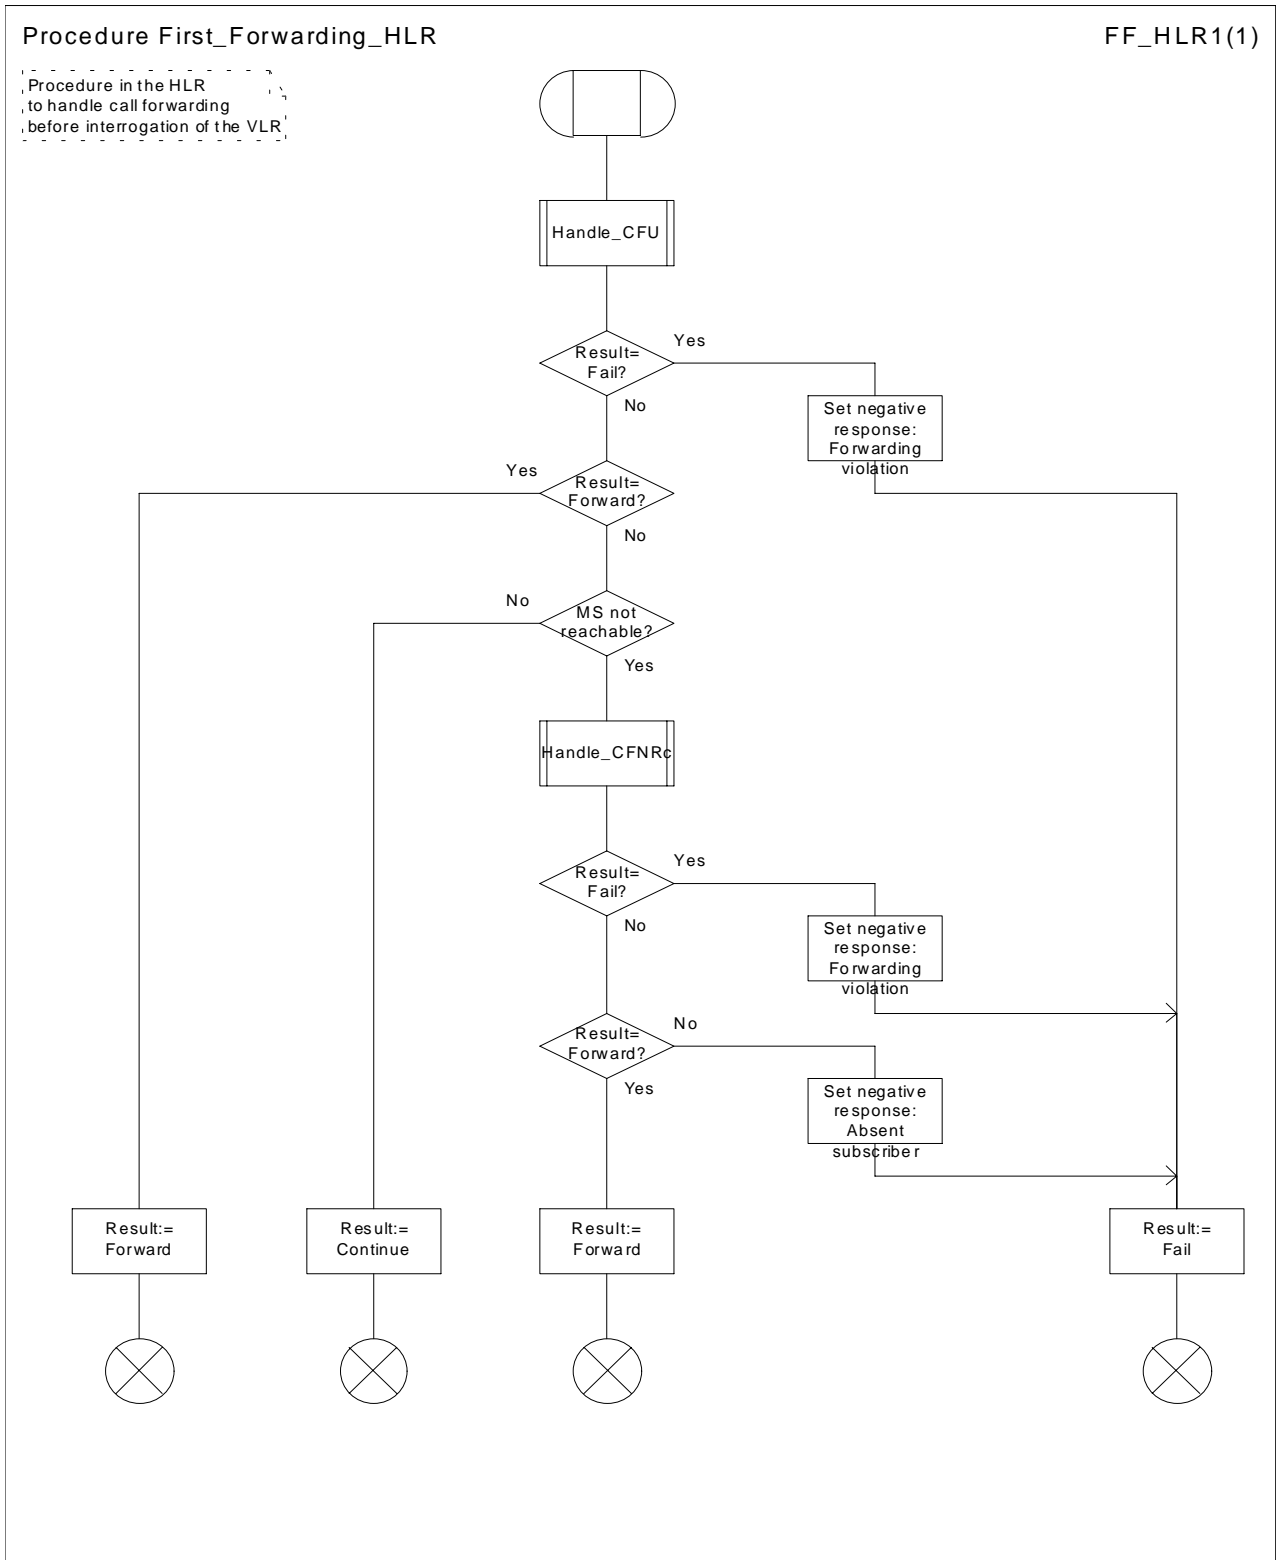 Procedure First_Forwarding_HLR
FF_HLR1(1)
Procedure in the HLR
to handle call forwarding
before interrogation of the VLR
Handle_CFU
Result=
Fail?
Yes
No
Set negative
response:
Forwarding
violation
Yes
Result=
Forward?
No
No
MS not
reachable?
Yes
Handle_CFNRc
Result=
Fail?
Yes
No
Set negative
response:
Forwarding
violation
Result=
Forward?
No
Yes
Set negative
response:
Absent
subscriber
Result:=
Forward
Result:=
Continue
Result:=
Forward
Result:=
Fail